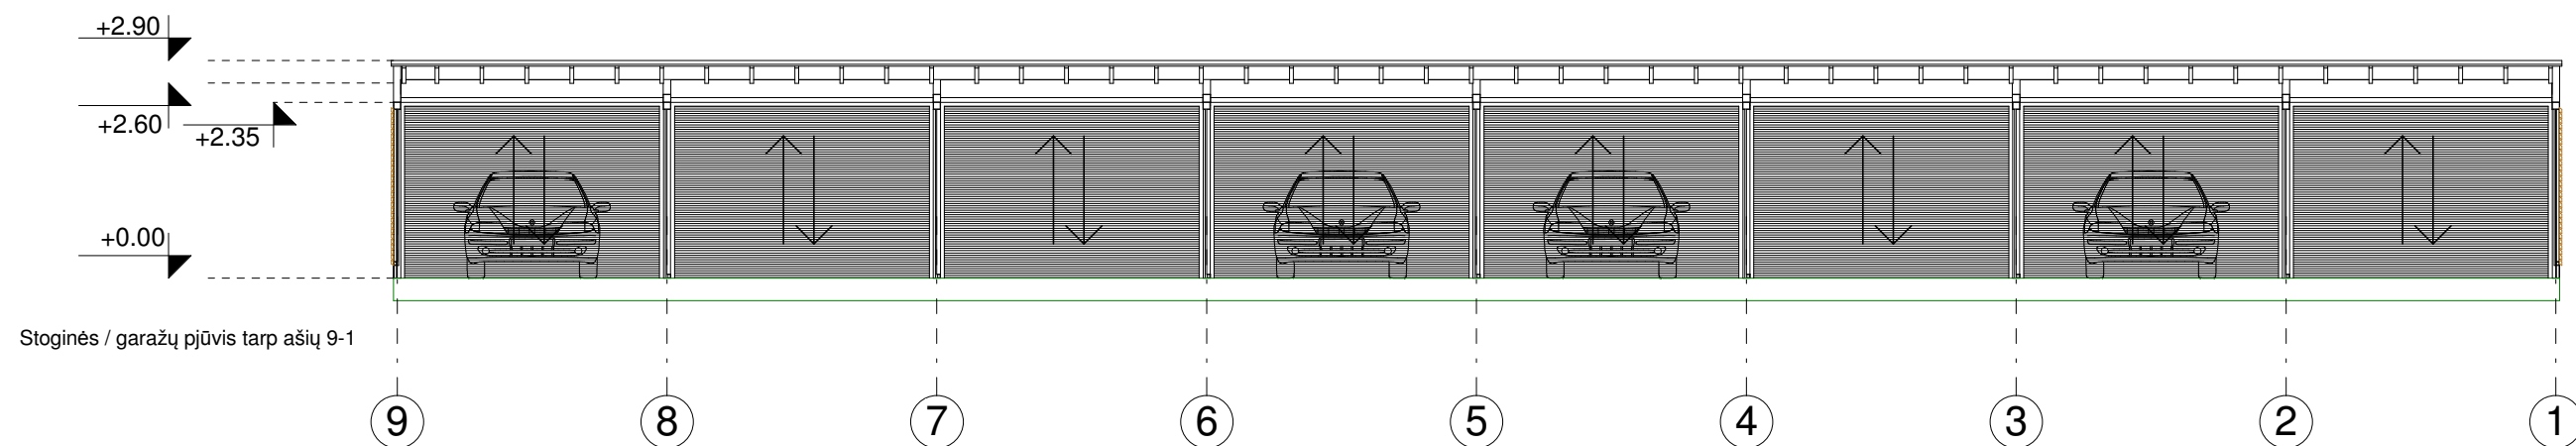 +2.90
+2.60
+2.35
+0.00
Stoginės / garažų pjūvis tarp ašių 9-1
9 8 7 6 5 4 3 2 1